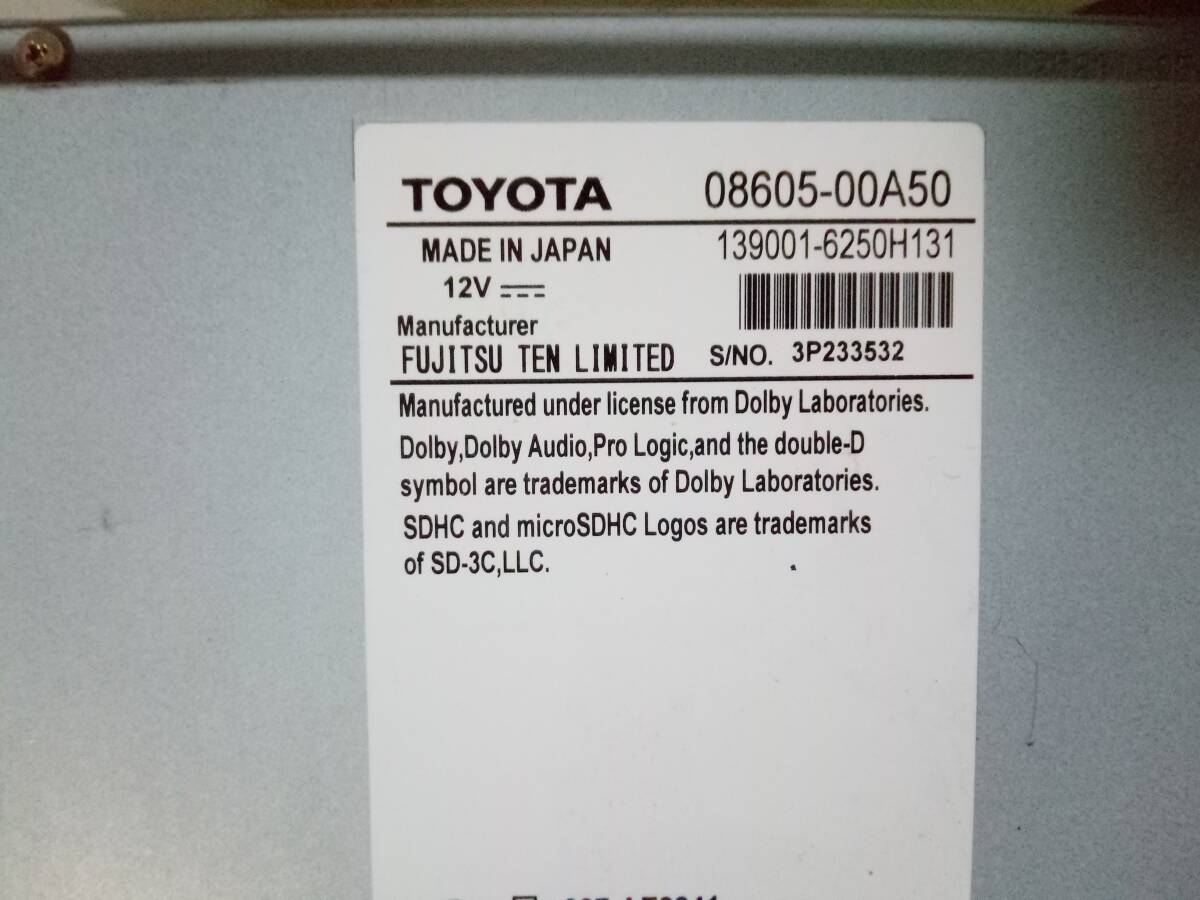 TOYOTA 08605-00A50
MADE IN JAPAN 139001-6250H131
12V
Manufacturer
FUJITSU TEN LIMITED S/NO. 3P233532
Manufactured under license from Dolby Laboratories.
Dolby,Dolby Audio,Pro Logic,and the double-D
symbol are trademarks of Dolby Laboratories.
SDHC and microSDHC Logos are trademarks
of SD-3C,LLC.